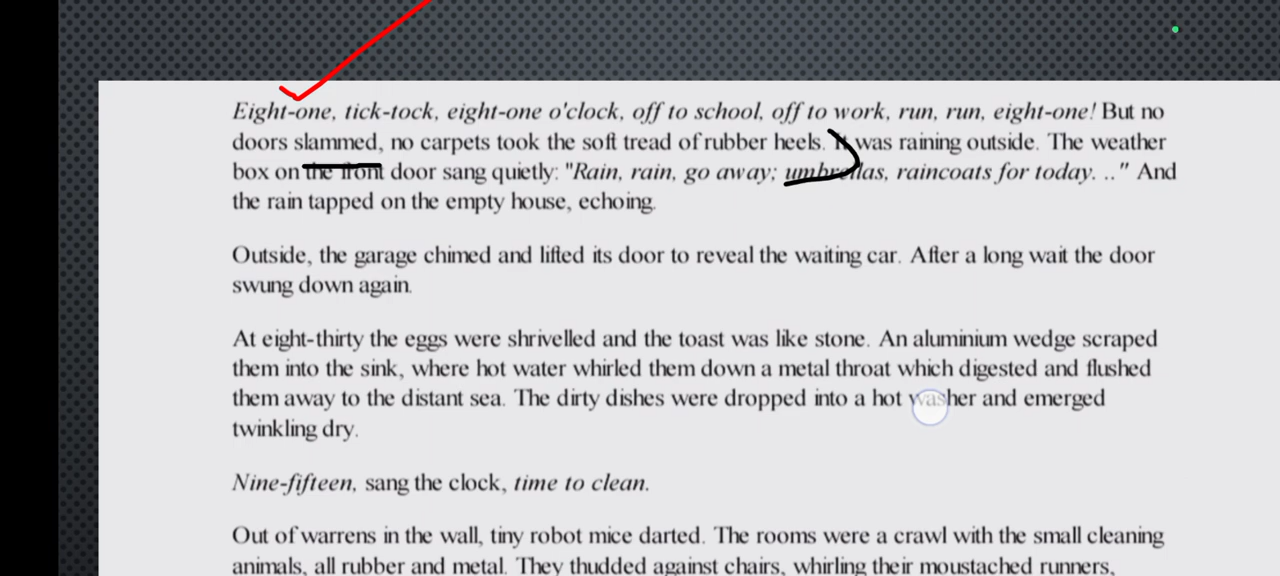 Eight-one, tick-tock, eight-one o'clock, off to school, off to work, run, run, eight-one! But no
doors slammed, no carpets took the soft tread of rubber heels. It was raining outside. The weather
box on the front door sang quietly: "Rain, rain, go away; umbrellas, raincoats for today. .." And
the rain tapped on the empty house, echoing.
Outside, the garage chimed and lifted its door to reveal the waiting car. After a long wait the door
swung down again.
At eight-thirty the eggs were shrivelled and the toast was like stone. An aluminium wedge scraped
them into the sink, where hot water whirled them down a metal throat which digested and flushed
them away to the distant sea. The dirty dishes were dropped into a hot washer and emerged
twinkling dry.
Nine-fifteen, sang the clock, time to clean.
Out of warrens in the wall, tiny robot mice darted. The rooms were a crawl with the small cleaning
animals, all rubber and metal. They thudded against chairs, whirling their moustached runners,